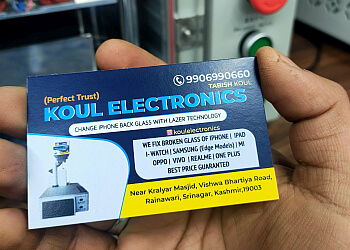 9906990660
TABISH KOUL
(Perfect Trust)
KOUL ELECTRONICS
CHANGE IPHONE BACK GLASS WITH LAZER TECHNOLOGY
koulelectronics
WE FIX BROKEN GLASS OF IPHONE | IPAD
I-WATCH | SAMSUNG (Edge Models) | MI
OPPO | VIVO | REALME | ONE PLUS
BEST PRICE GUARANTED
Near Kralyar Masjid, Vishwa Bhartiya Road,
Rainawari, Srinagar, Kashmir,19003